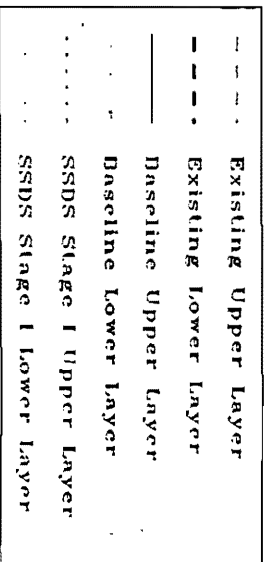 Existing Upper Layer
Existing Lower Layer
Baseline Upper Layer
Baseline Lower Layer
SSDS Stage I Upper Layer
SSDS Stage I Lower Layer